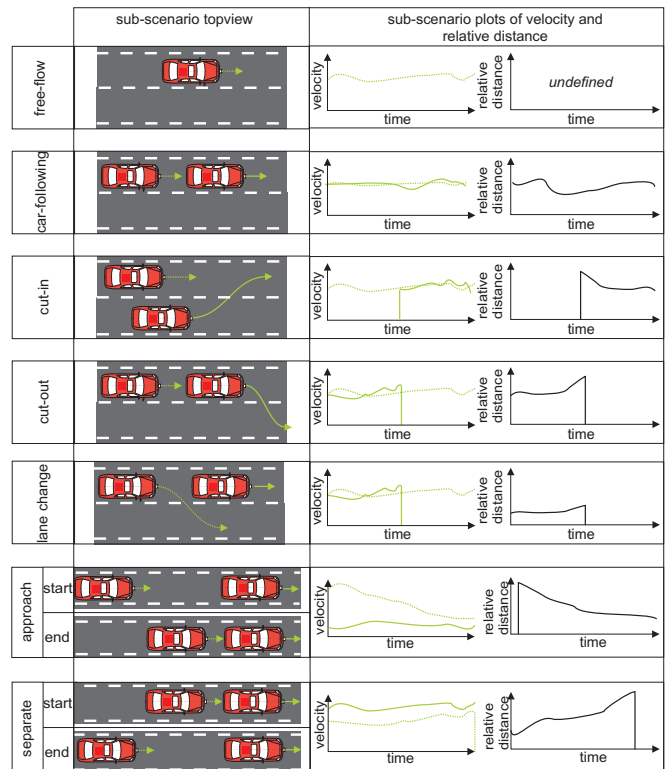 sub-scenario topview
sub-scenario plots of velocity and
relative distance
free-flow
velocity
time
relative
distance
undefined
time
car-following
velocity
time
relative
distance
time
cut-in
velocity
time
relative
distance
time
cut-out
velocity
time
relative
distance
time
lane change
velocity
time
relative
distance
time
approach
start
end
velocity
time
relative
distance
time
separate
start
end
velocity
time
relative
distance
time